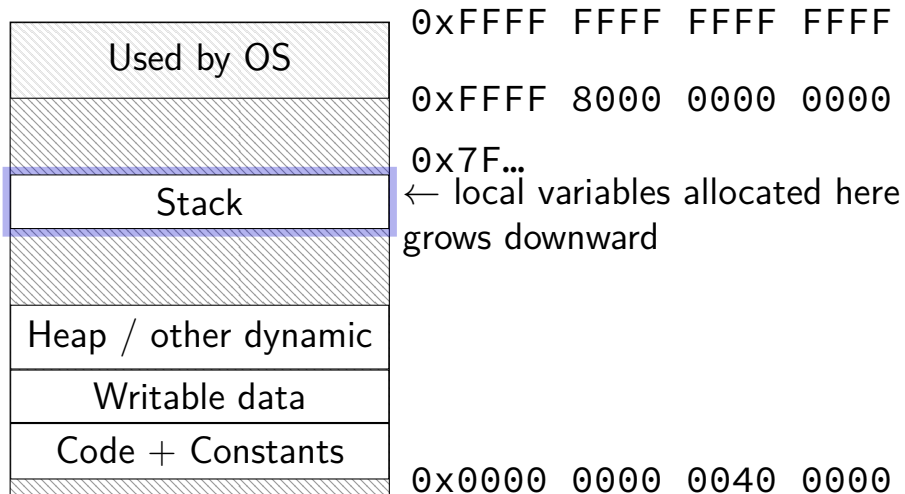 0xFFFF FFFF FFFF FFFF
Used by OS
0xFFFF 8000 0000 0000
0x7F…
Stack
← local variables allocated here
grows downward
Heap / other dynamic
Writable data
Code + Constants
0x0000 0000 0040 0000